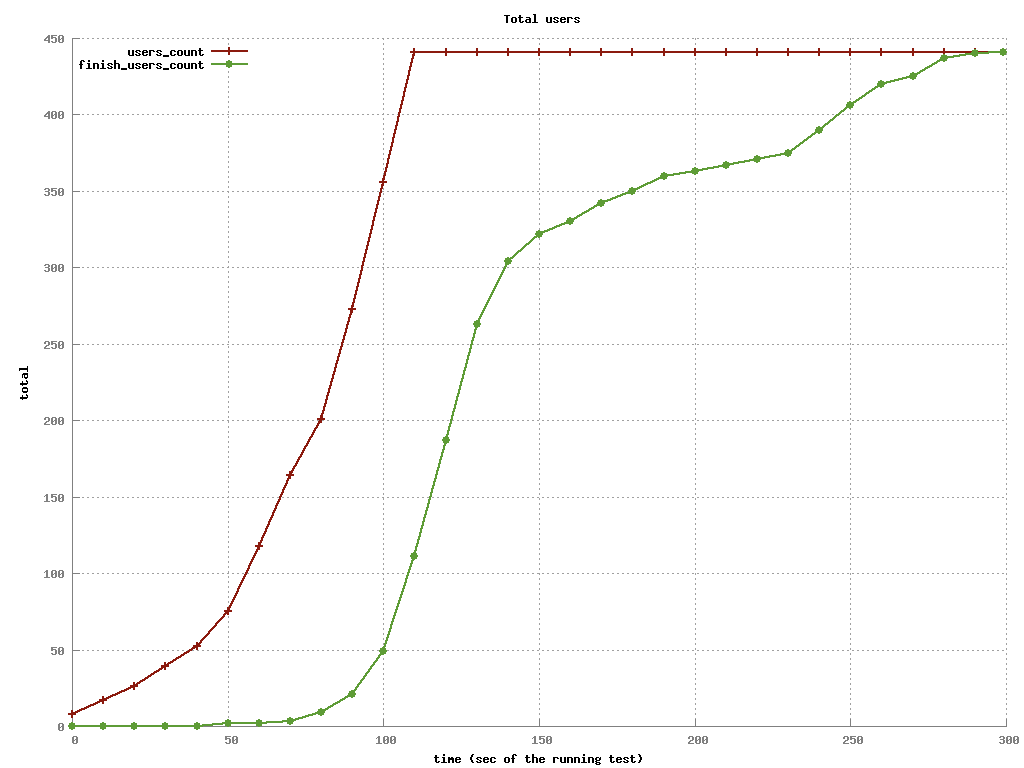 Total users
users_count
finish_users_count
450
400
350
300
250
200
150
100
50
0
total
0 50 100 150 200 250 300
time (sec of the running test)